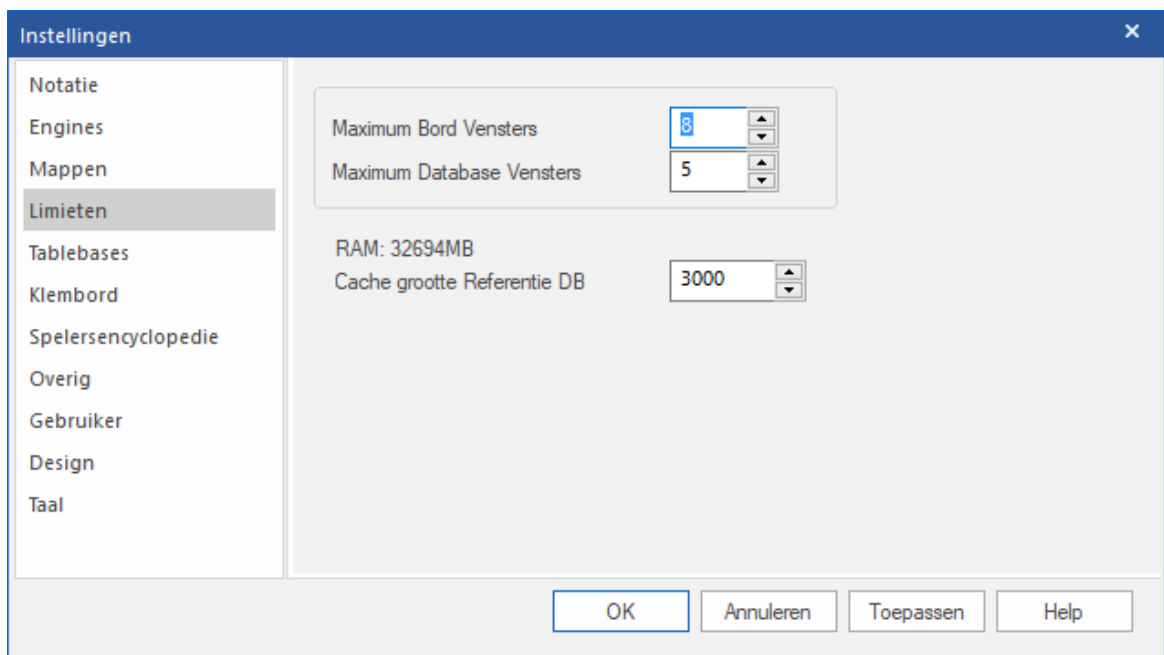 Instellingen
Notatie
Engines
Mappen
Limieten
Tablebases
Klembord
Spelersencyclopedie
Overig
Gebruiker
Design
Taal
Maximum Bord Vensters 8
Maximum Database Vensters 5
RAM: 32694MB
Cache grootte Referentie DB 3000
OK Annuleren Toepassen Help